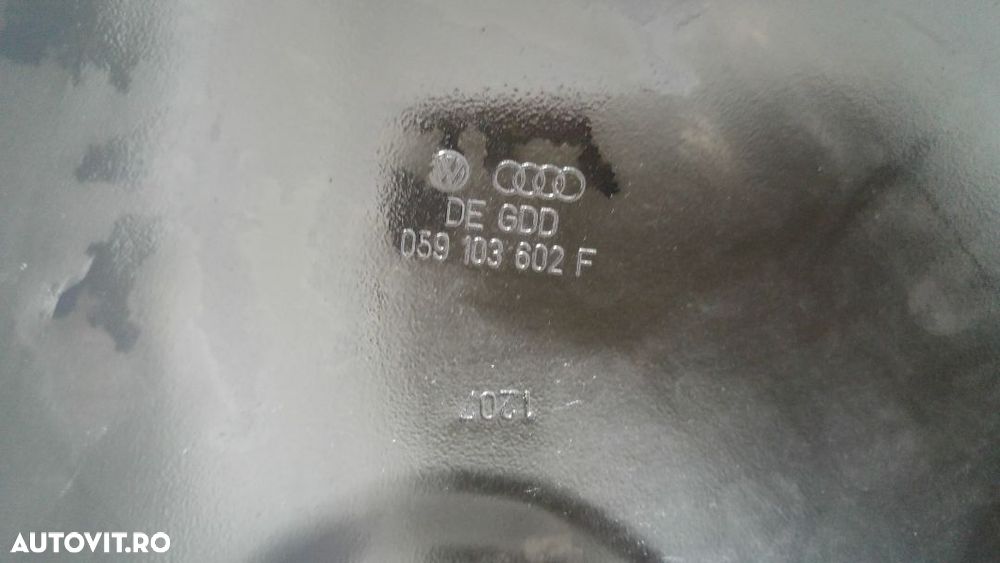 DE GDD
059 103 602 F
1207
AUTOVIT.RO